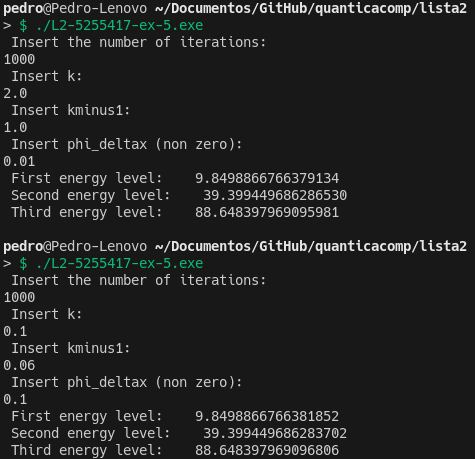 pedro@Pedro-Lenovo ~/Documentos/GitHub/quanticacomp/lista2
> $ ./L2-5255417-ex-5.exe
Insert the number of iterations:
1000
Insert k:
2.0
Insert kminus1:
1.0
Insert phi_deltax (non zero):
0.01
First energy level:    9.8498866766379134
Second energy level:    39.399449686286530
Third energy level:    88.648397969095981
pedro@Pedro-Lenovo ~/Documentos/GitHub/quanticacomp/lista2
> $ ./L2-5255417-ex-5.exe
Insert the number of iterations:
1000
Insert k:
0.1
Insert kminus1:
0.06
Insert phi_deltax (non zero):
0.1
First energy level:    9.8498866766381852
Second energy level:    39.399449686283702
Third energy level:    88.648397969096806